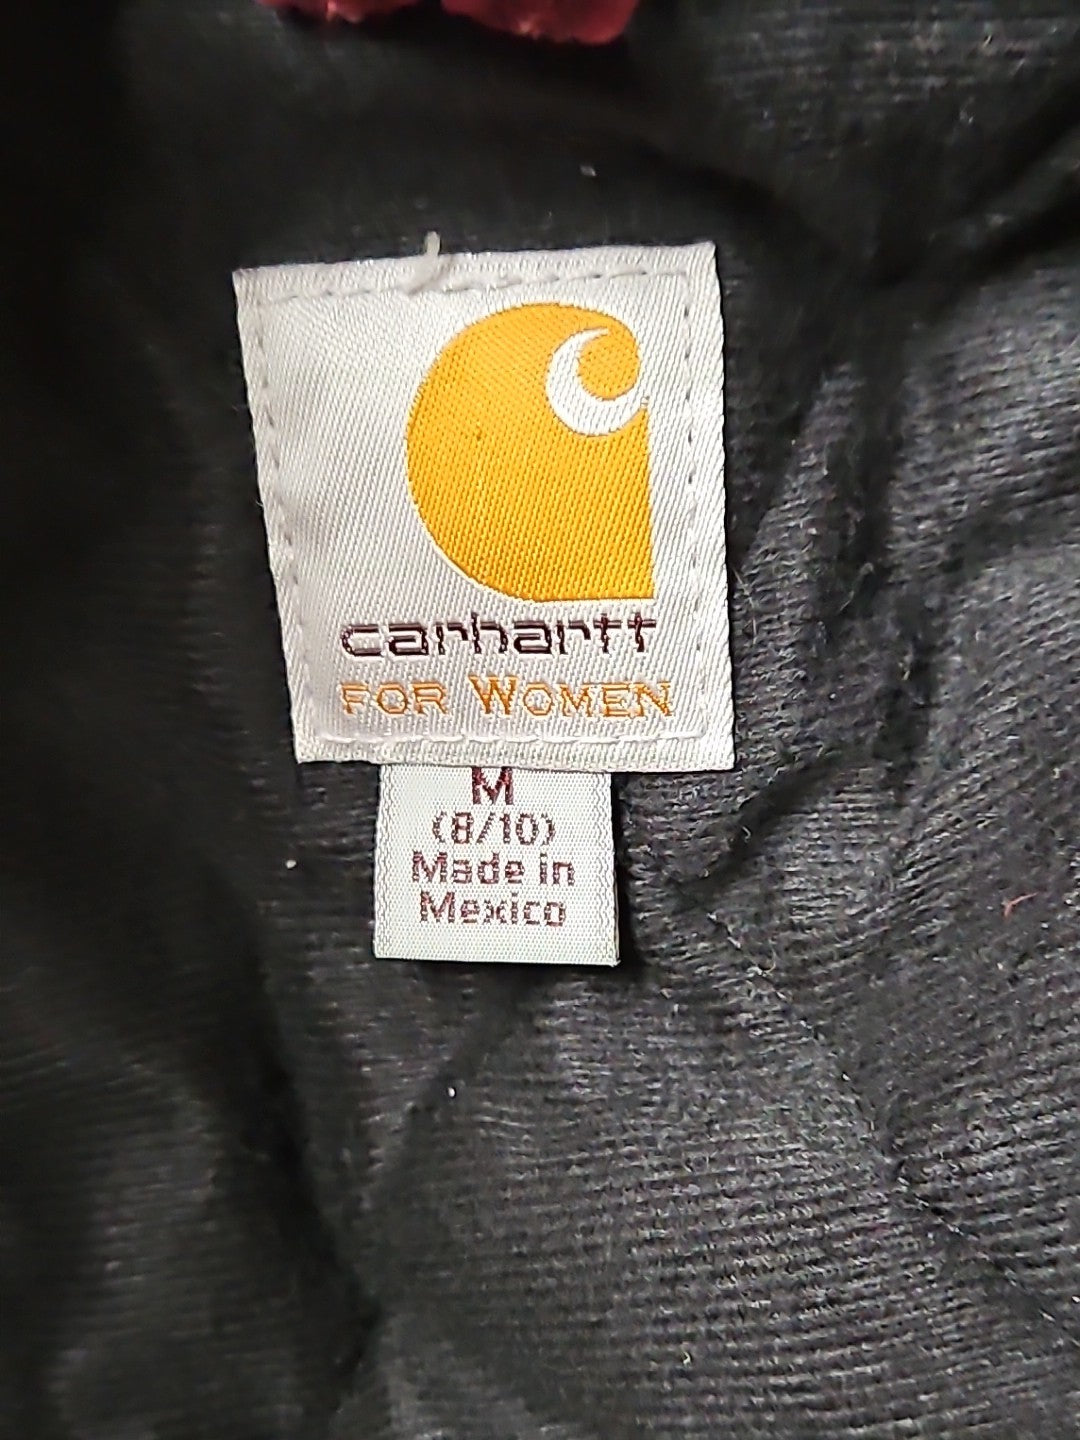 carhartt
FOR WOMEN
M
(8/10)
Made in
Mexico